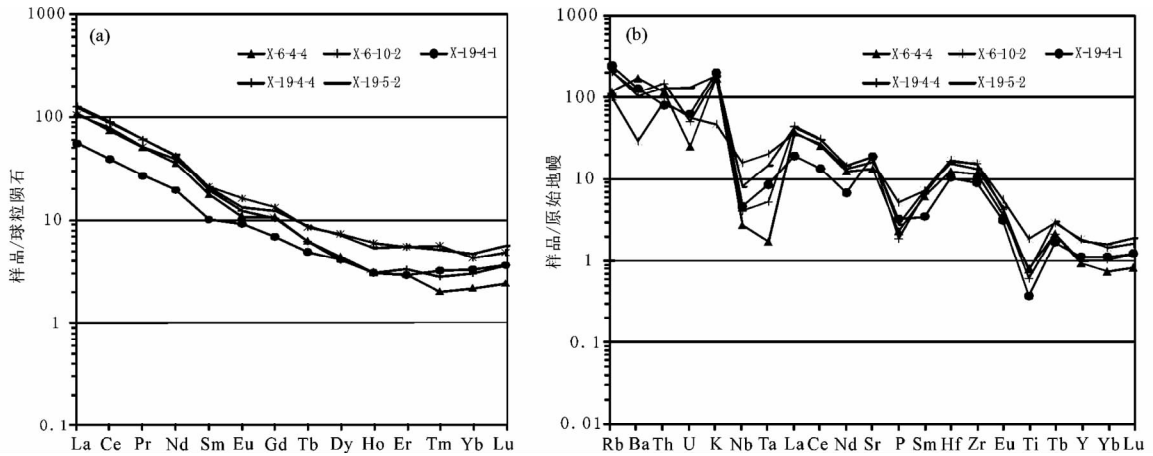 (a)
X-6-4-4 X-6-10-2 X-19-4-1
X-19-4-4 X-19-5-2
1000
100
10
1
0.1
样品/球粒陨石
La Ce Pr Nd Sm Eu Gd Tb Dy Ho Er Tm Yb Lu
(b)
X-6-4-4 X-6-10-2 X-19-4-1
X-19-4-4 X-19-5-2
1000
100
10
1
0.1
0.01
样品/原始地幔
Rb Ba Th U K Nb Ta La Ce Nd Sr P Sm Hf Zr Eu Ti Tb Y Yb Lu